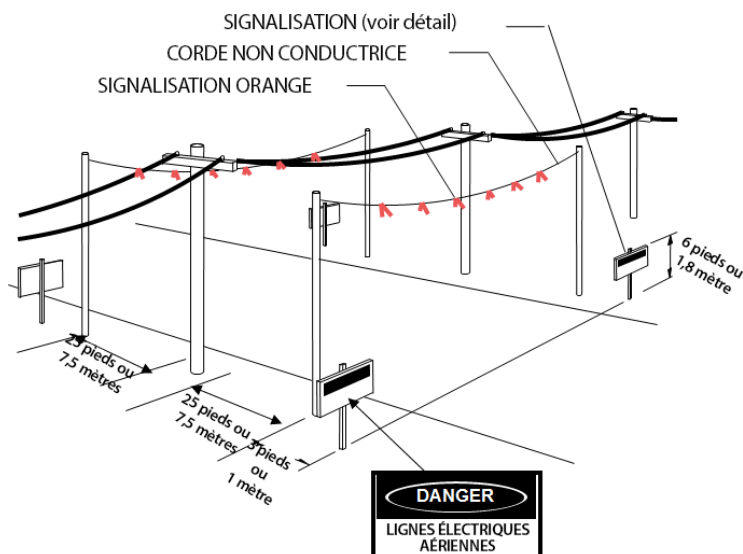 SIGNALISATION (voir détail)
CORDE NON CONDUCTRICE
SIGNALISATION ORANGE
6 pieds ou
1,8 mètre
25 pieds ou
7,5 mètres
25 pieds ou
7,5 mètres
3 pieds
ou
1 mètre
DANGER
LIGNES ÉLECTRIQUES
AÉRIENNES